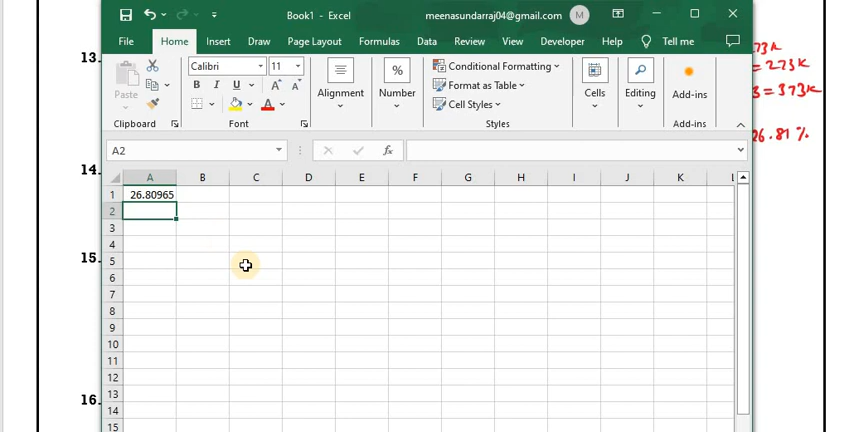 Book1 - Excel
meenasundarraj04@gmail.com
M
File
Home
Insert
Draw
Page Layout
Formulas
Data
Review
View
Developer
Help
Tell me
13.
73K
= 273K
3 = 373K
26.81 %
Paste
Calibri
11
B I U
A A
A
Alignment
%
Number
Conditional Formatting
Format as Table
Cell Styles
Cells
Editing
Add-ins
Clipboard
Font
Styles
Add-ins
14.
A2
fx
A B C D E F G H I J K L
1 26.80965
2
3
4
15.
5
6
7
8
9
10
11
12
13
16.
14
15